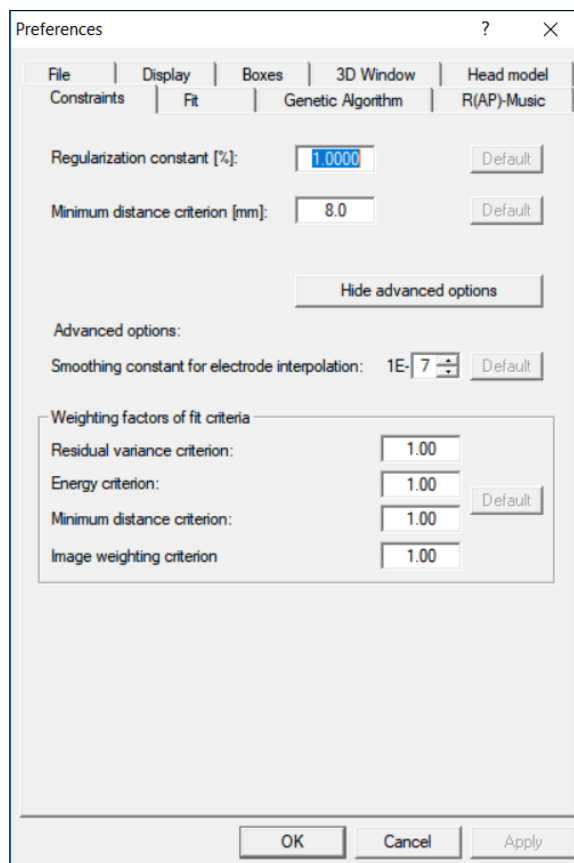 Preferences ? ×
File Display Boxes 3D Window Head model
Constraints Fit Genetic Algorithm R(AP)-Music
Regularization constant [%]: 1.0000 Default
Minimum distance criterion [mm]: 8.0 Default
Hide advanced options
Advanced options:
Smoothing constant for electrode interpolation: 1E- 7 Default
Weighting factors of fit criteria
Residual variance criterion: 1.00
Energy criterion: 1.00
Default
Minimum distance criterion: 1.00
Image weighting criterion 1.00
OK Cancel Apply